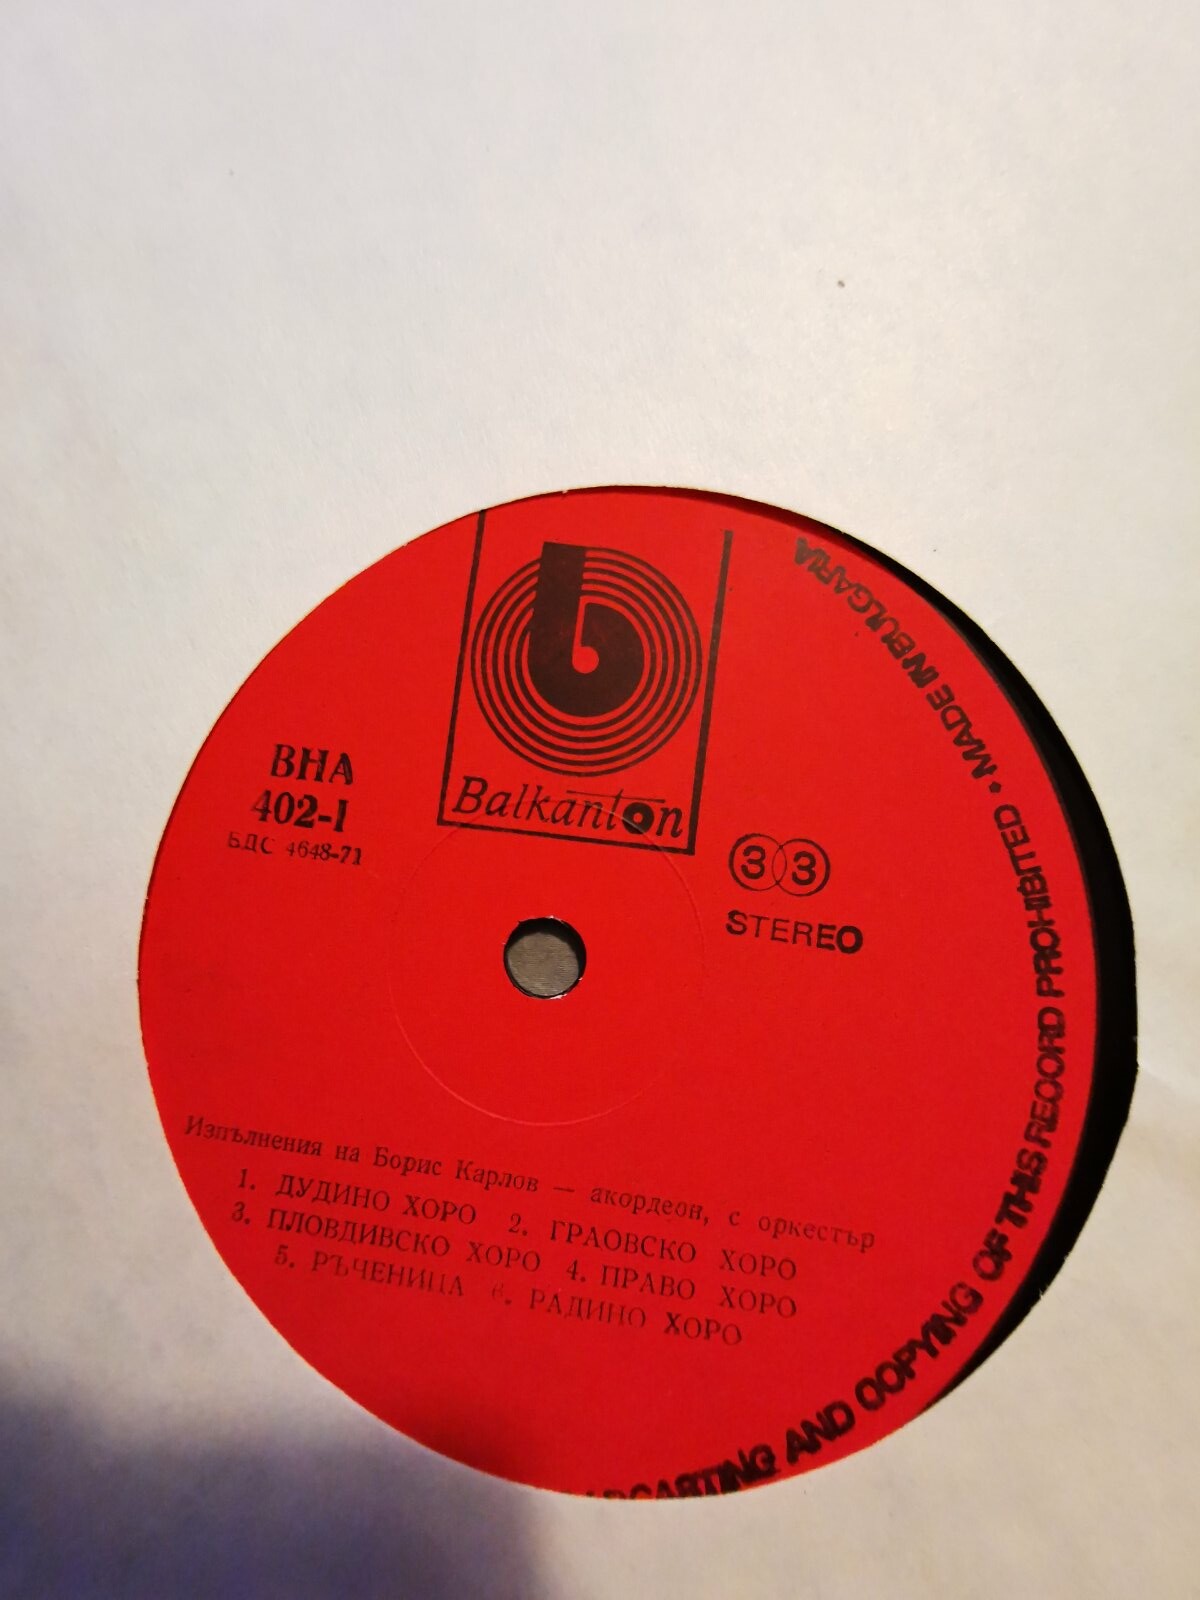 Balkanton
ВНА
402-I
БДС 4648-71
33
STEREO
Изпълнения на Борис Карлов — акордеон, с оркестър
1. ДУДИНО ХОРО 2. ГРАОВСКО ХОРО
3. ПЛОВДИВСКО ХОРО 4. ПРАВО ХОРО
5. РЪЧЕНИЦА 6. РАДИНО ХОРО
AND COPYING OF THIS RECORD PROHIBITED • MADE IN BULGARIA